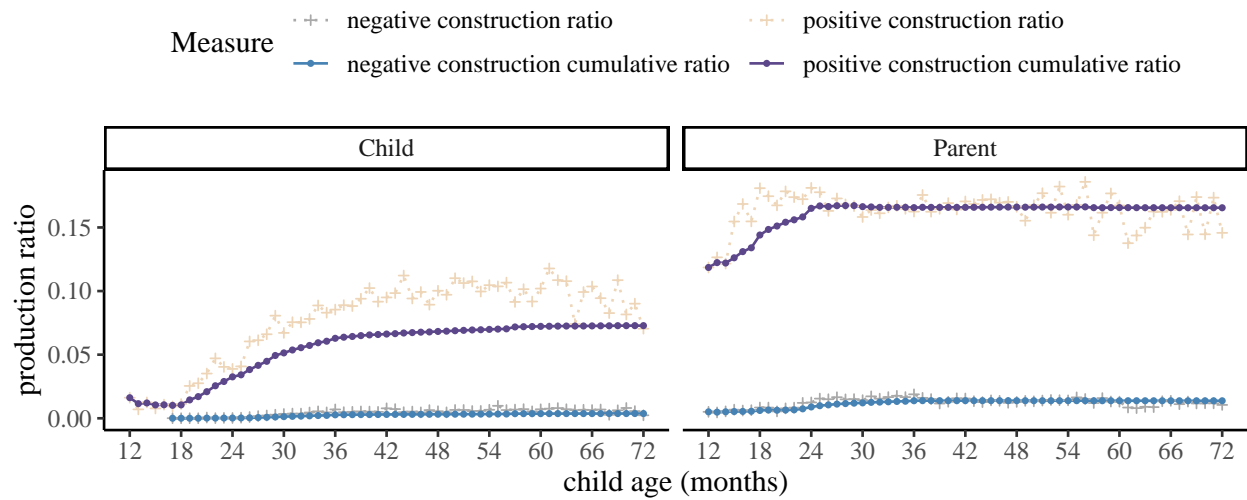 Measure
negative construction ratio
positive construction ratio
negative construction cumulative ratio
positive construction cumulative ratio
Child
Parent
production ratio
0.15
0.10
0.05
0.00
12 18 24 30 36 42 48 54 60 66 72
12 18 24 30 36 42 48 54 60 66 72
child age (months)